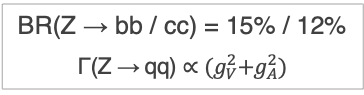 BR(Z → bb / cc) = 15% / 12%
Γ(Z → qq) ∝ (g_V^2+g_A^2)